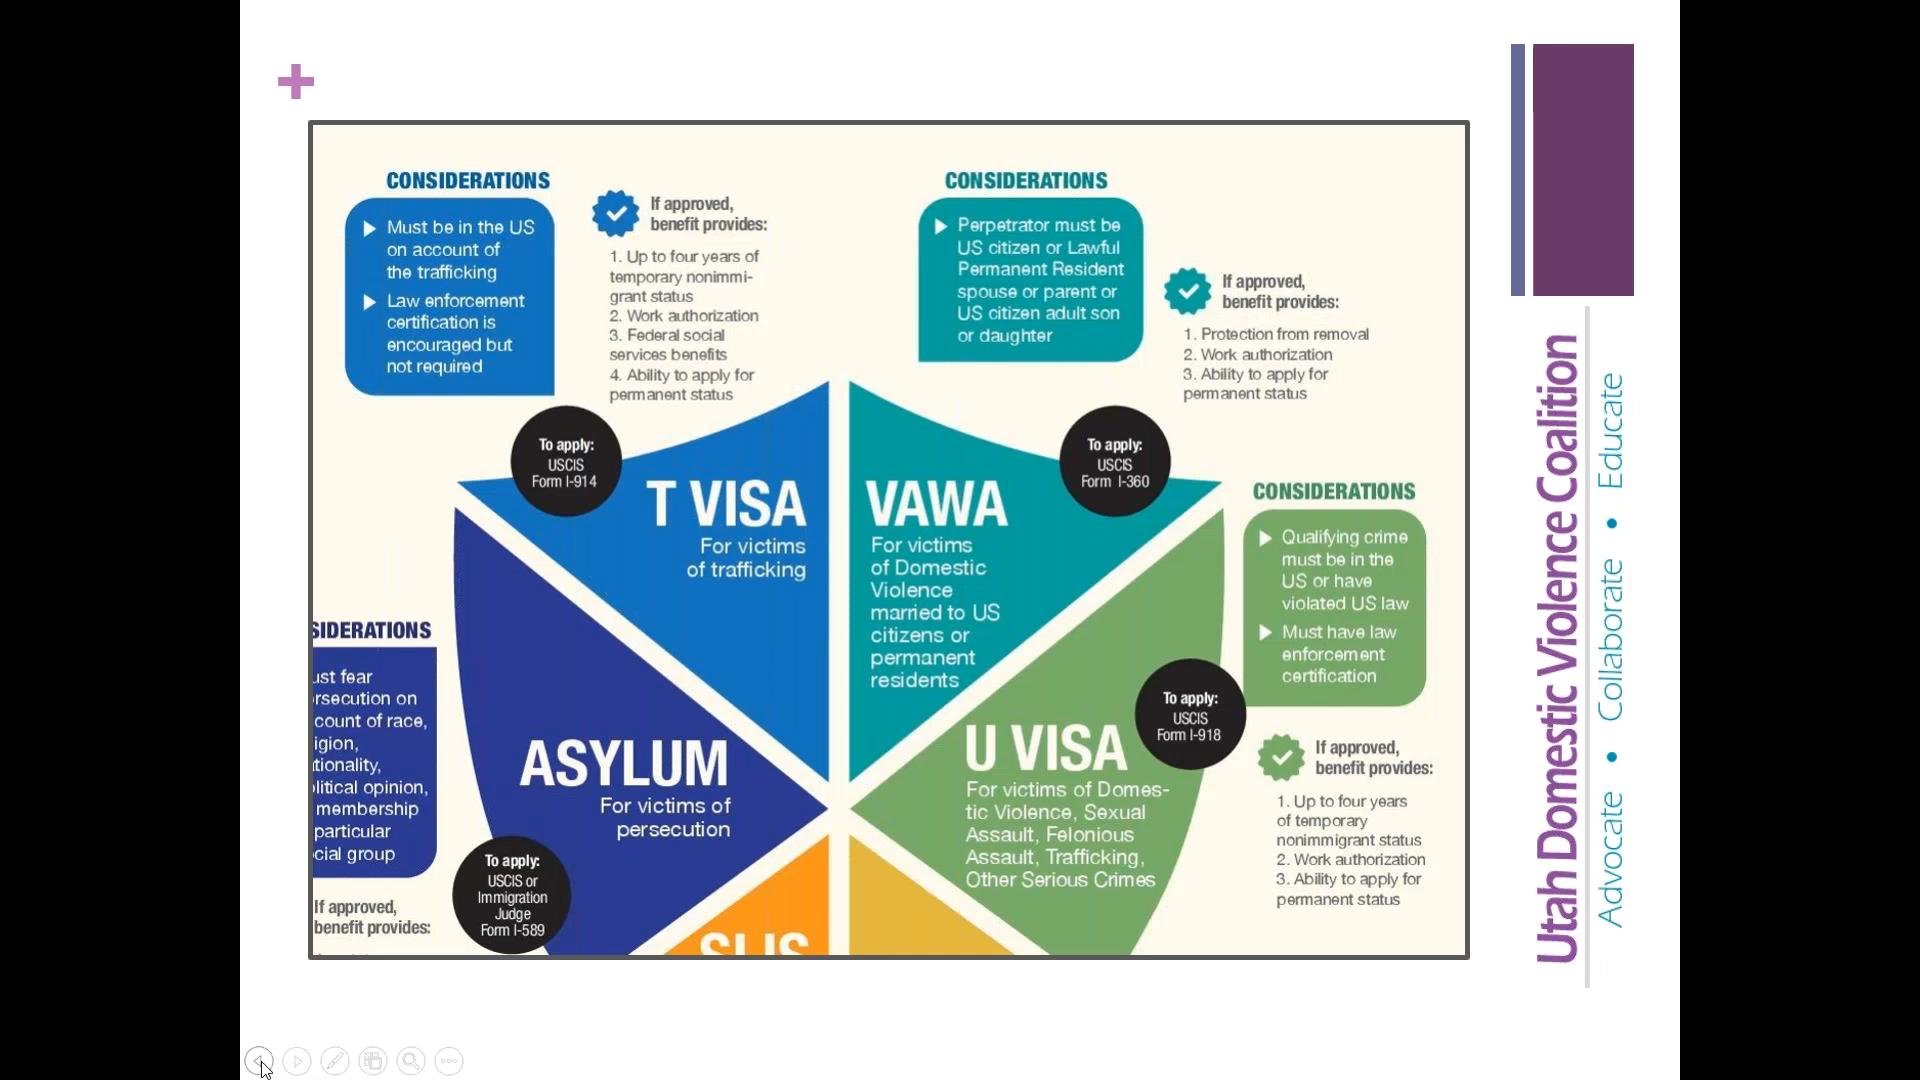 CONSIDERATIONS
Must be in the US
on account of
the trafficking
Law enforcement
certification is
encouraged but
not required
If approved,
benefit provides:
1. Up to four years of
temporary nonimmi-
grant status
2. Work authorization
3. Federal social
services benefits
4. Ability to apply for
permanent status
To apply:
USCIS
Form I-914
T VISA
For victims
of trafficking
CONSIDERATIONS
Perpetrator must be
US citizen or Lawful
Permanent Resident
spouse or parent or
US citizen adult son
or daughter
If approved,
benefit provides:
1. Protection from removal
2. Work authorization
3. Ability to apply for
permanent status
To apply:
USCIS
Form I-360
VAWA
For victims
of Domestic
Violence
married to US
citizens or
permanent
residents
CONSIDERATIONS
Qualifying crime
must be in the
US or have
violated US law
Must have law
enforcement
certification
To apply:
USCIS
Form I-918
U VISA
For victims of Domes-
tic Violence, Sexual
Assault, Felonious
Assault, Trafficking,
Other Serious Crimes
If approved,
benefit provides:
1. Up to four years
of temporary
nonimmigrant status
2. Work authorization
3. Ability to apply for
permanent status
SIDERATIONS
ust fear
rsecution on
count of race,
igion,
tionality,
litical opinion,
membership
particular
cial group
If approved,
benefit provides:
ASYLUM
For victims of
persecution
To apply:
USCIS or
Immigration
Judge
Form I-589
SIJS
Utah Domestic Violence Coalition
Advocate • Collaborate • Educate